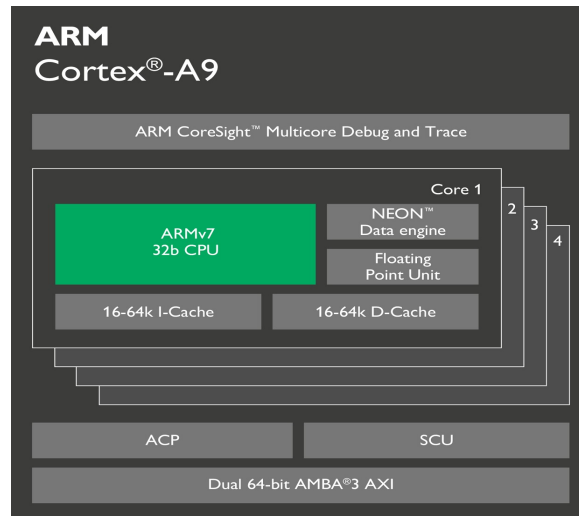 ARM
Cortex®-A9
ARM CoreSight™ Multicore Debug and Trace
Core 1
2
3
4
ARMv7
32b CPU
NEON™
Data engine
Floating
Point Unit
16-64k I-Cache
16-64k D-Cache
ACP
SCU
Dual 64-bit AMBA®3 AXI